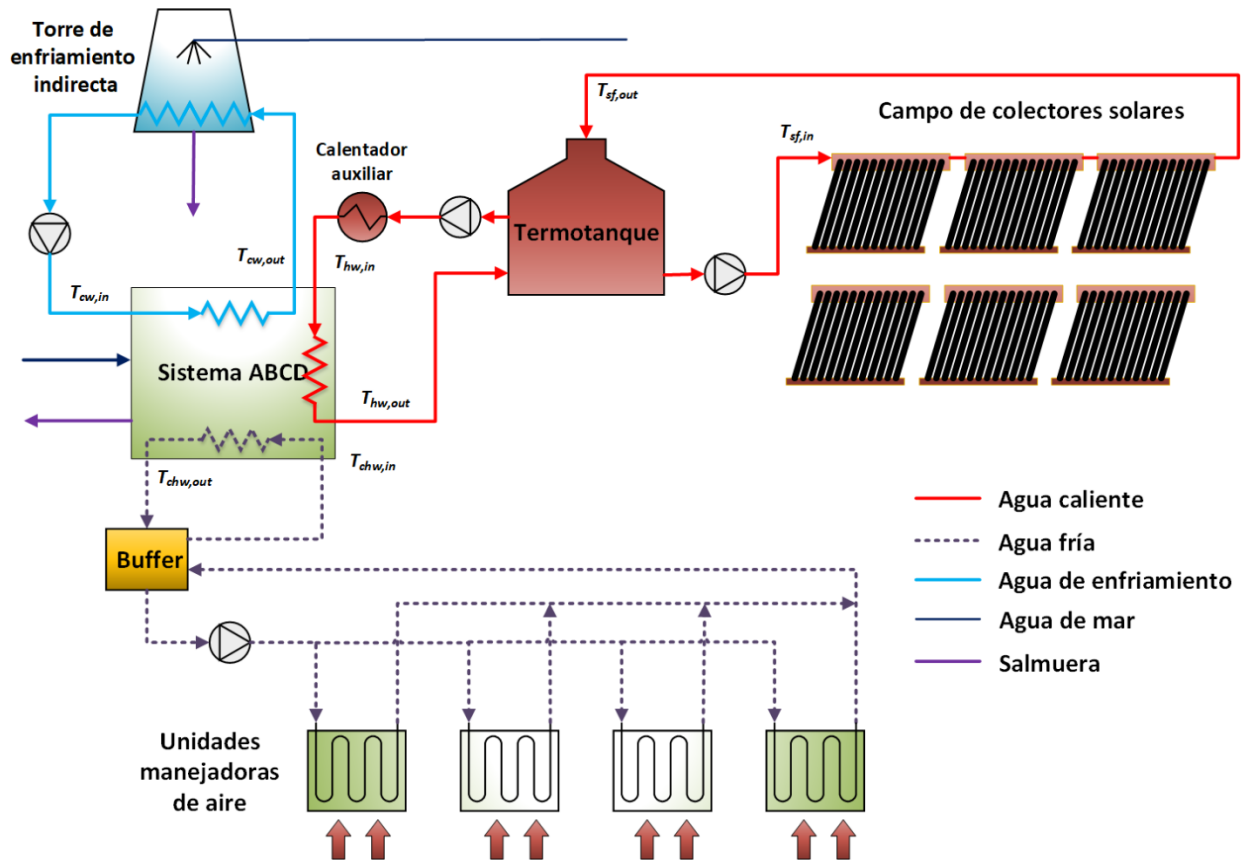 Torre de
enfriamiento
indirecta
T_sf,out
Campo de colectores solares
T_sf,in
Calentador
auxiliar
Termotanque
T_cw,out
T_hw,in
T_cw,in
Sistema ABCD
T_hw,out
T_chw,in
T_chw,out
Buffer
Agua caliente
Agua fría
Agua de enfriamiento
Agua de mar
Salmuera
Unidades
manejadoras
de aire